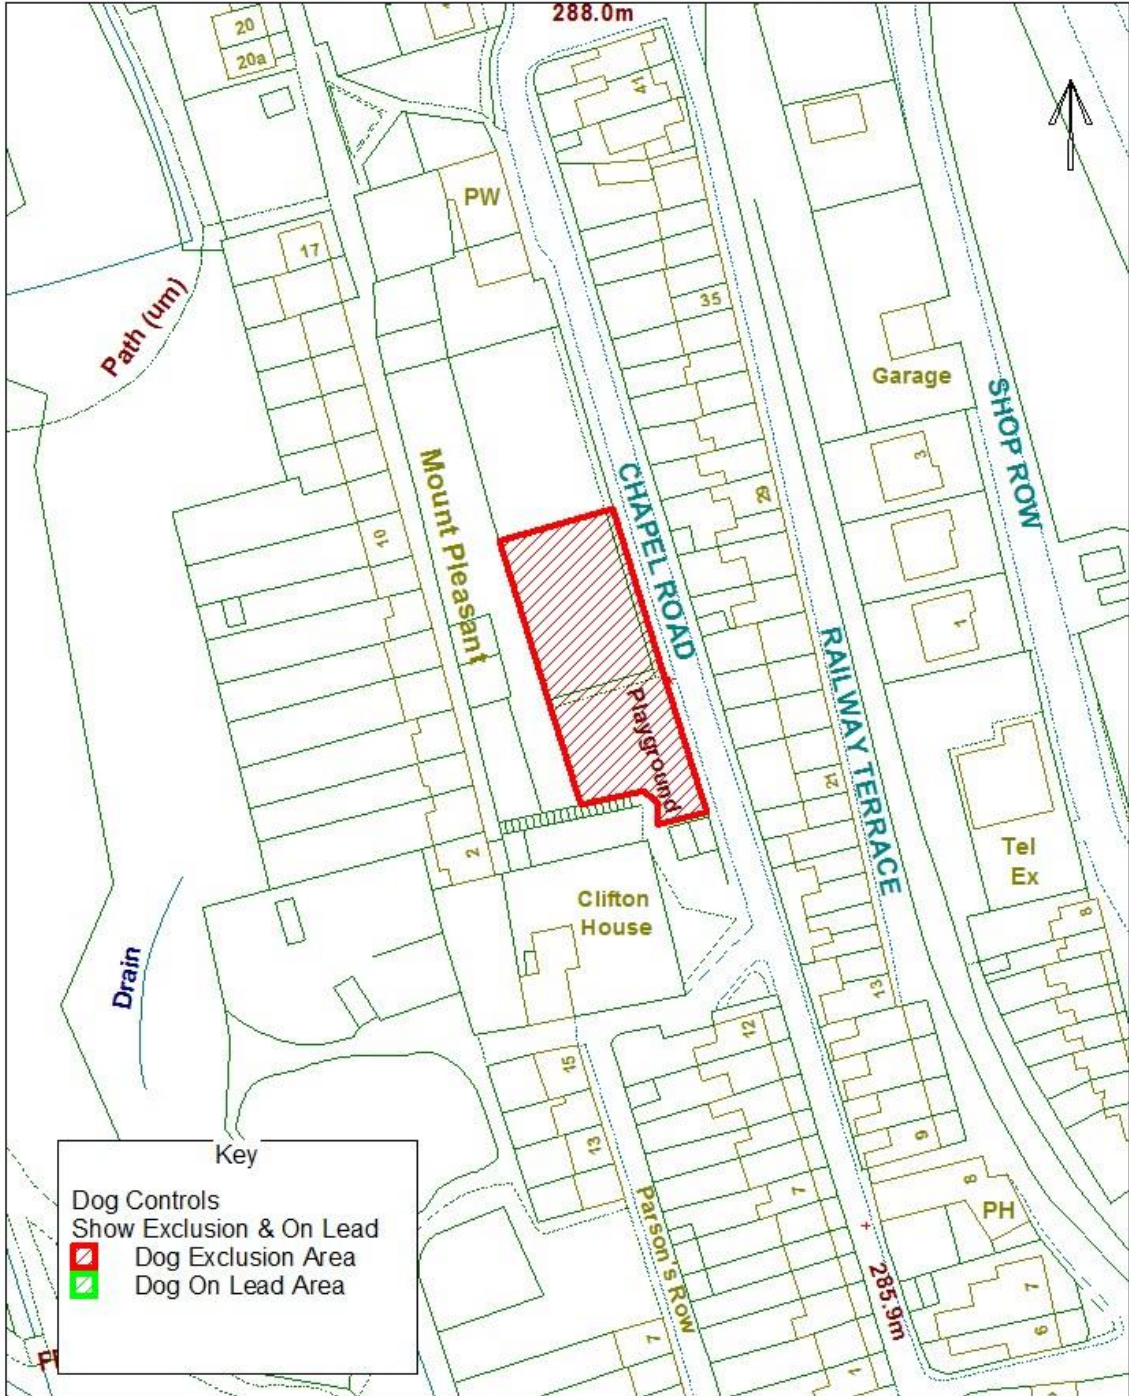 288.0m
20
20a
41
PW
17
Path (um)
35
Garage
SHOP ROW
3
CHAPEL ROAD
Mount Pleasant
29
10
1
RAILWAY TERRACE
Playground
21
2
Tel
Ex
Clifton
House
8
Drain
13
12
15
9
13
Key
Dog Controls
Show Exclusion & On Lead
Dog Exclusion Area
Dog On Lead Area
7
8
PH
Parson's Row
285.9m
7
7
6
1